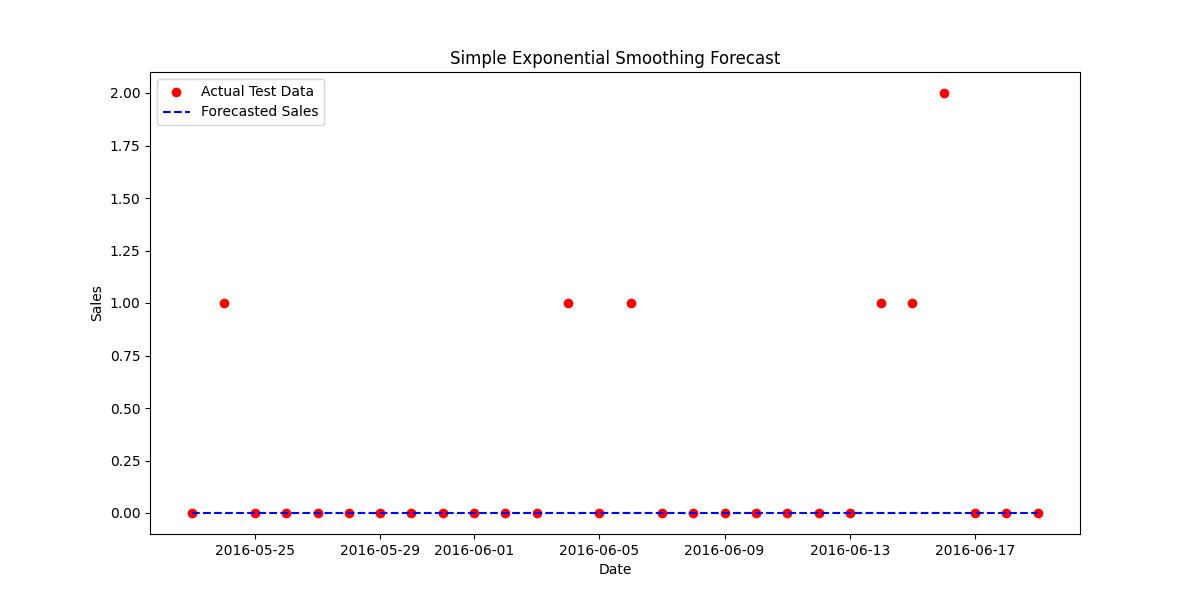 Simple Exponential Smoothing Forecast
Actual Test Data
Forecasted Sales
2.00
1.75
1.50
1.25
1.00
0.75
0.50
0.25
0.00
Sales
2016-05-25 2016-05-29 2016-06-01 2016-06-05 2016-06-09 2016-06-13 2016-06-17
Date